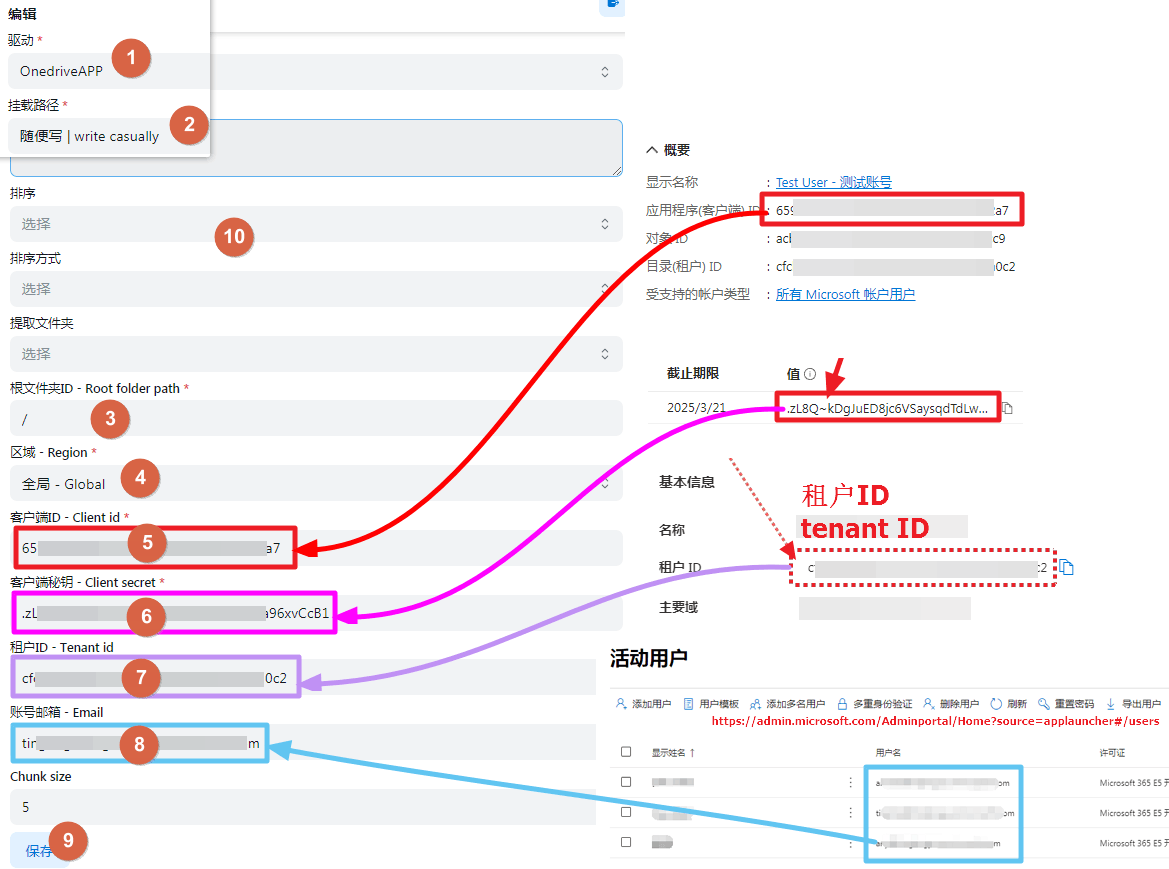 编辑
驱动 *
OnedriveAPP
1
挂载路径 *
随便写 | write casually
2
排序
选择
10
排序方式
选择
提取文件夹
选择
根文件夹ID - Root folder path *
/
3
区域 - Region *
全局 - Global
4
客户端ID - Client id *
65
5
a7
客户端秘钥 - Client secret *
.zL
6
a96xvCcB1
租户ID - Tenant id
cf
7
0c2
账号邮箱 - Email
tin
8
m
Chunk size
5
保存
9
概要
显示名称 : Test User - 测试账号
应用程序(客户端) ID : 659 a7
对象 ID : acb c9
目录(租户) ID : cfc 0c2
受支持的帐户类型 : 所有 Microsoft 帐户用户
截止期限 值
2025/3/21 .zL8Q~kDgJuED8jc6VSaysqdTdLw...
基本信息
租户ID
tenant ID
名称
租户 ID c 2
主要域
活动用户
添加用户 用户模板 添加多名用户 多重身份验证 删除用户 刷新 重置密码 导出用户
https://admin.microsoft.com/Adminportal/Home?source=applauncher#/users
显示姓名 ↑ 用户名 许可证
a om Microsoft 365 E5 开
ti om Microsoft 365 E5 开
m Microsoft 365 E5 开